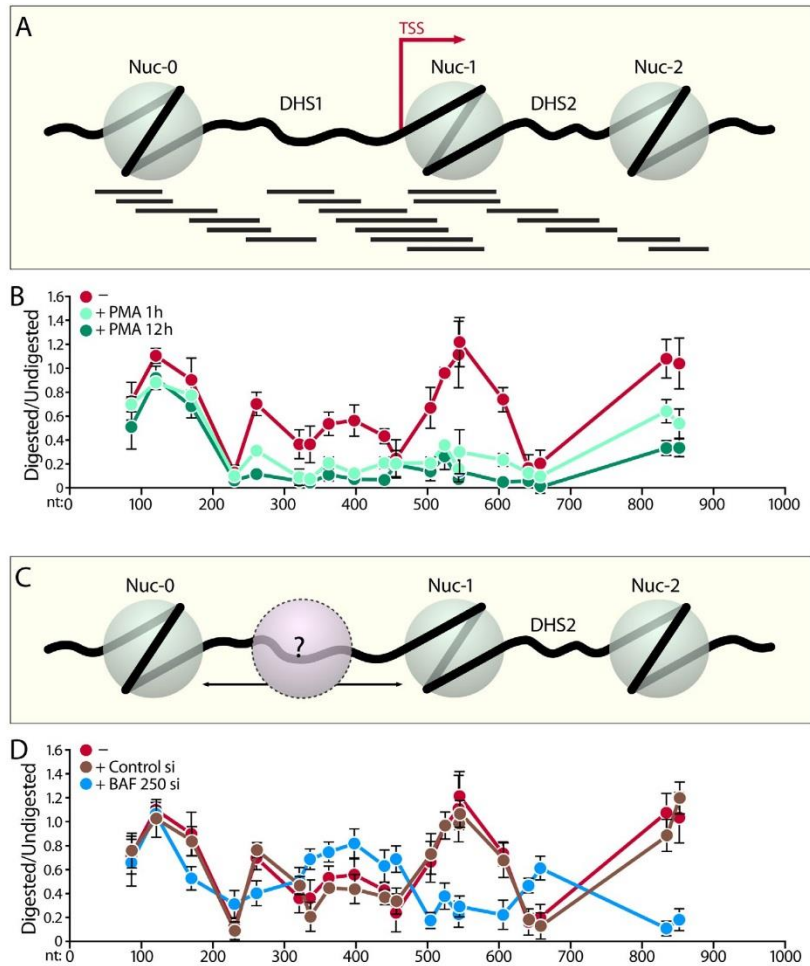 A
TSS
Nuc-0
Nuc-1
Nuc-2
DHS1
DHS2
B
−
+ PMA 1h
+ PMA 12h
Digested/Undigested
1.6
1.4
1.2
1.0
0.8
0.6
0.4
0.2
0
nt:0 100 200 300 400 500 600 700 800 900 1000
C
Nuc-0
Nuc-1
Nuc-2
DHS2
?
D
−
+ Control si
+ BAF 250 si
Digested/Undigested
1.6
1.4
1.2
1.0
0.8
0.6
0.4
0.2
0
nt:0 100 200 300 400 500 600 700 800 900 1000